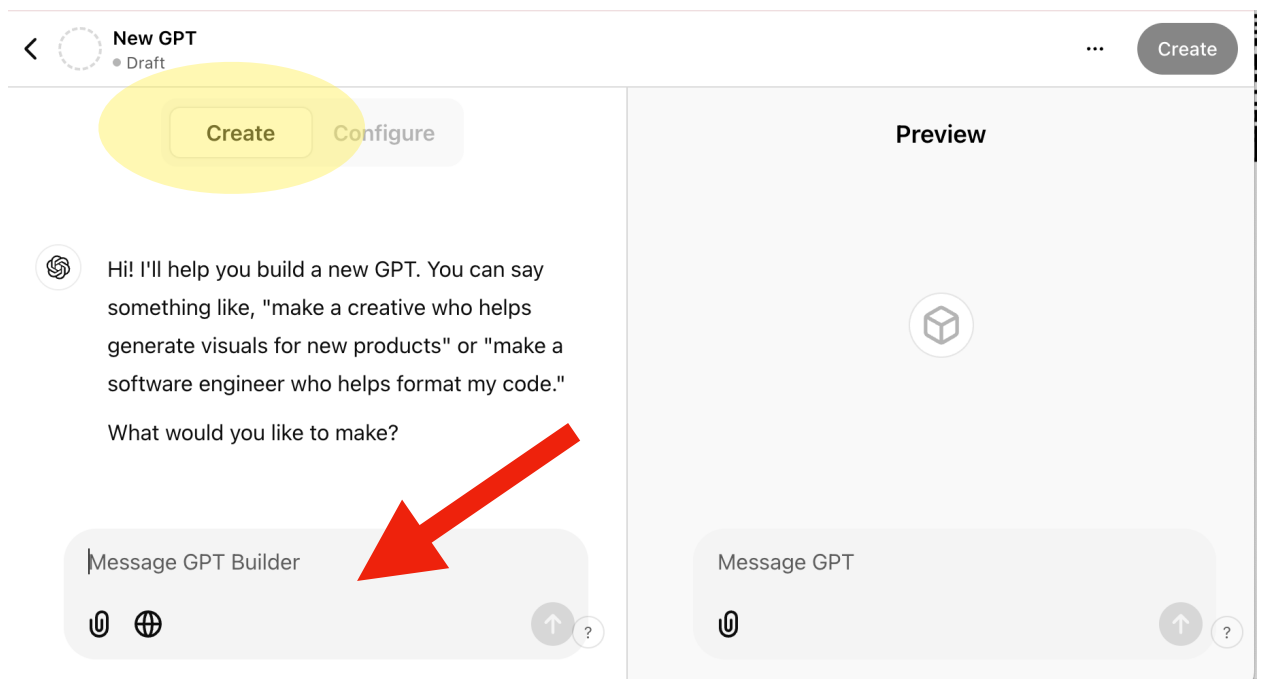 New GPT
Draft
Create
Create
Configure
Preview
Hi! I'll help you build a new GPT. You can say
something like, "make a creative who helps
generate visuals for new products" or "make a
software engineer who helps format my code."
What would you like to make?
Message GPT Builder
?
Message GPT
?